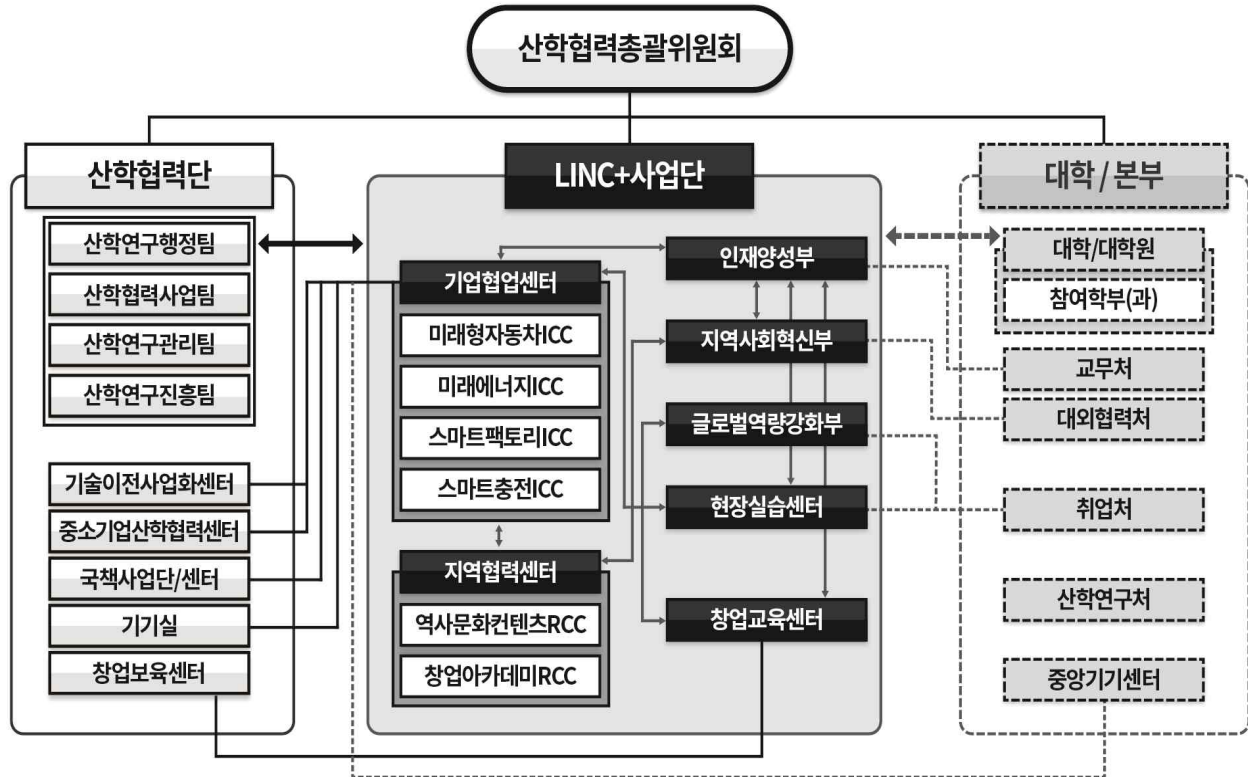 산학협력총괄위원회
산학협력단
산학연구행정팀
산학협력사업팀
산학연구관리팀
산학연구진흥팀
기술이전사업화센터
중소기업산학협력센터
국책사업단/센터
기기실
창업보육센터
LINC+사업단
기업협업센터
미래형자동차ICC
미래에너지ICC
스마트팩토리ICC
스마트충전ICC
지역협력센터
역사문화컨텐츠RCC
창업아카데미RCC
인재양성부
지역사회혁신부
글로벌역량강화부
현장실습센터
창업교육센터
대학 / 본부
대학/대학원
참여학부(과)
교무처
대외협력처
취업처
산학연구처
중앙기기센터